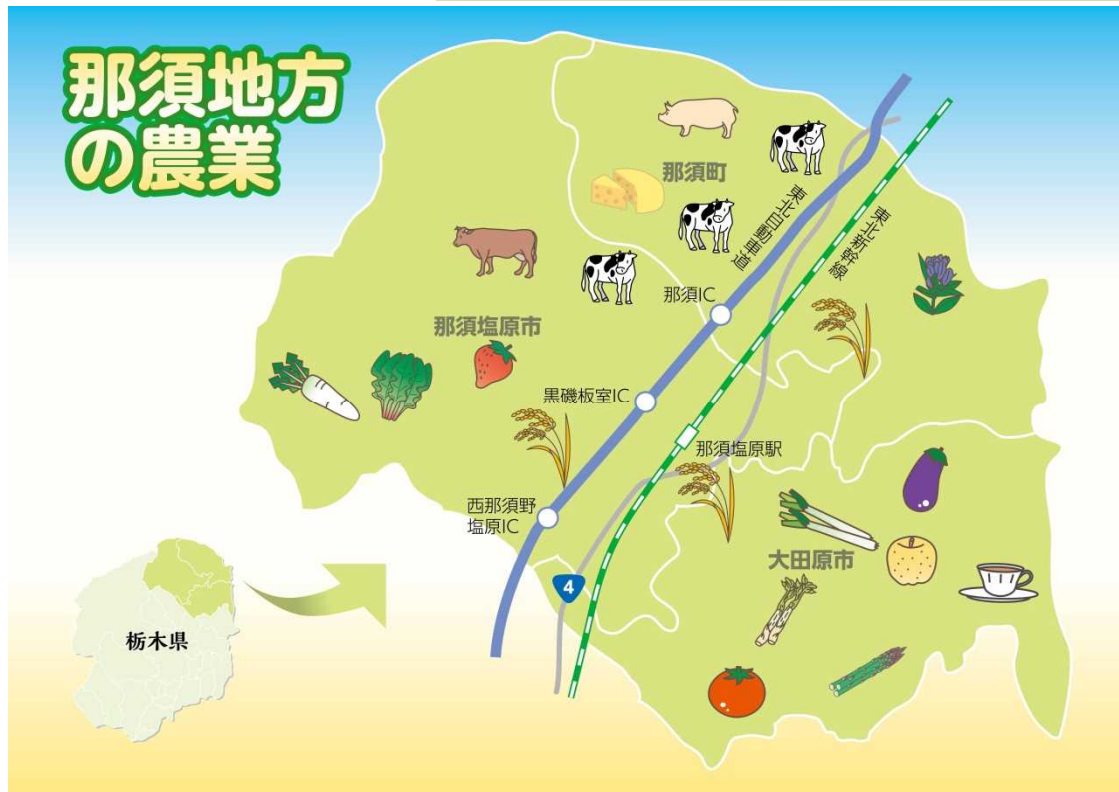 那須地方
の農業
那須町
東北自動車道
東北新幹線
那須IC
那須塩原市
黒磯板室IC
那須塩原駅
西那須野
塩原IC
大田原市
4
栃木県